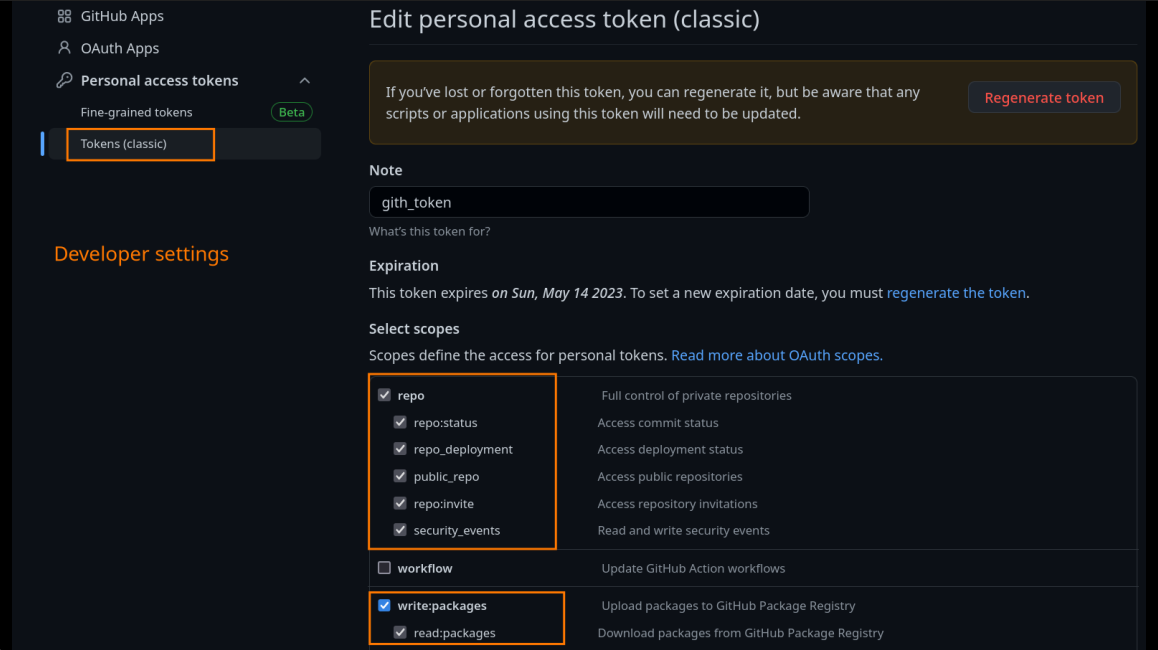 GitHub Apps
OAuth Apps
Personal access tokens
Fine-grained tokens Beta
Tokens (classic)
Developer settings
Edit personal access token (classic)
If you've lost or forgotten this token, you can regenerate it, but be aware that any
scripts or applications using this token will need to be updated.
Regenerate token
Note
gith_token
What's this token for?
Expiration
This token expires on Sun, May 14 2023. To set a new expiration date, you must regenerate the token.
Select scopes
Scopes define the access for personal tokens. Read more about OAuth scopes.
repo Full control of private repositories
repo:status Access commit status
repo_deployment Access deployment status
public_repo Access public repositories
repo:invite Access repository invitations
security_events Read and write security events
workflow Update GitHub Action workflows
write:packages Upload packages to GitHub Package Registry
read:packages Download packages from GitHub Package Registry